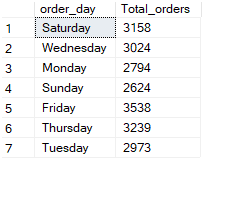 order_day Total_orders
1 Saturday 3158
2 Wednesday 3024
3 Monday 2794
4 Sunday 2624
5 Friday 3538
6 Thursday 3239
7 Tuesday 2973